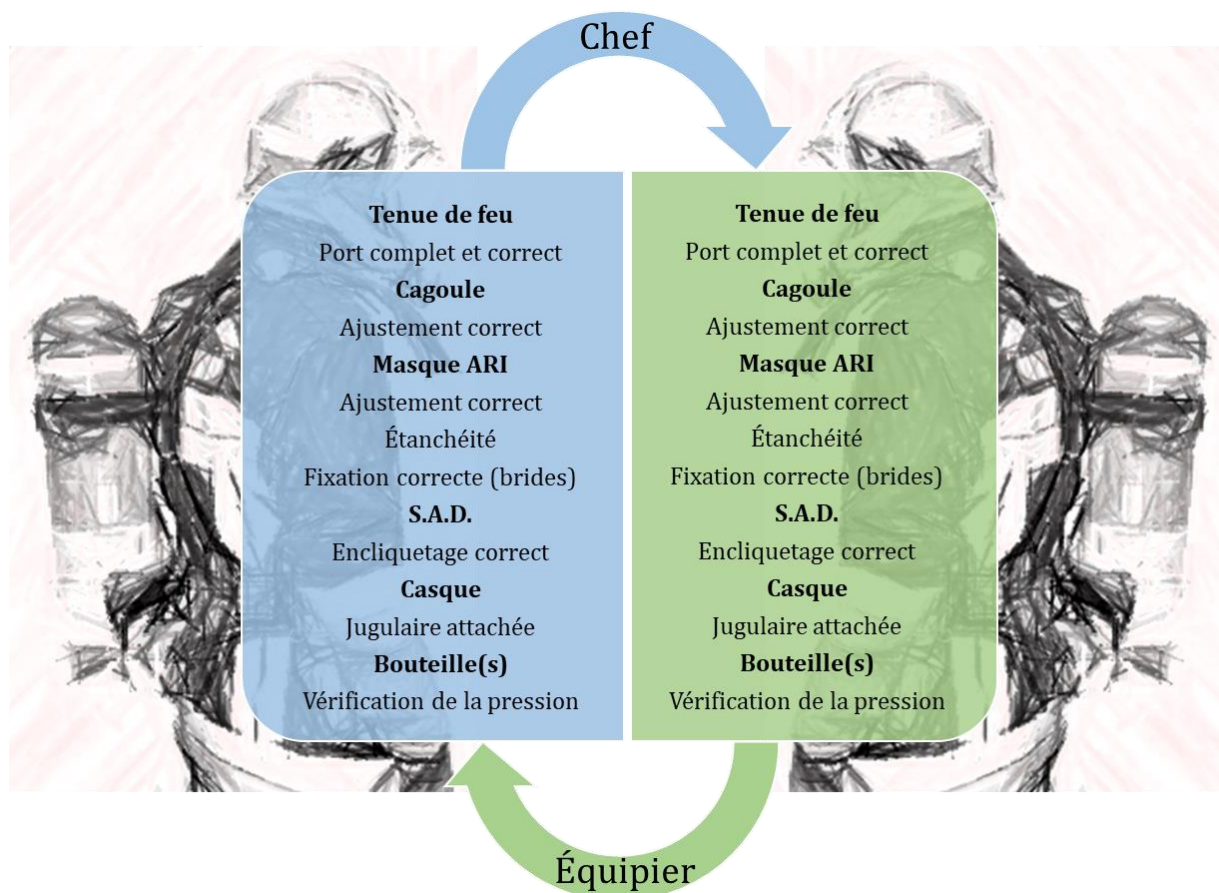 Chef
Tenue de feu
Port complet et correct
Cagoule
Ajustement correct
Masque ARI
Ajustement correct
Étanchéité
Fixation correcte (brides)
S.A.D.
Encliquetage correct
Casque
Jugulaire attachée
Bouteille(s)
Vérification de la pression
Tenue de feu
Port complet et correct
Cagoule
Ajustement correct
Masque ARI
Ajustement correct
Étanchéité
Fixation correcte (brides)
S.A.D.
Encliquetage correct
Casque
Jugulaire attachée
Bouteille(s)
Vérification de la pression
Équipier